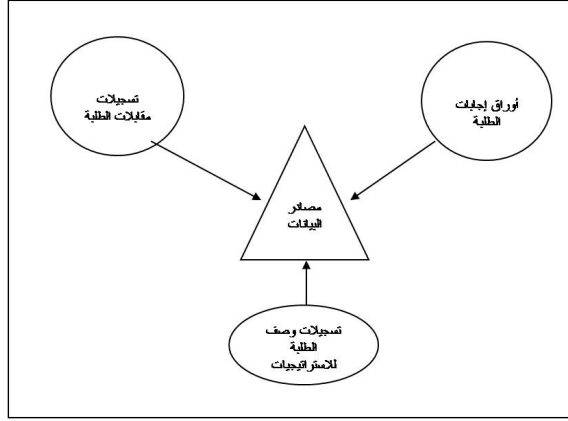 أوراق إجابات
الطلبة
تسجيلات
مقابلات الطلبة
مصادر
البيانات
تسجيلات وصف
الطلبة
للاستراتيجيات